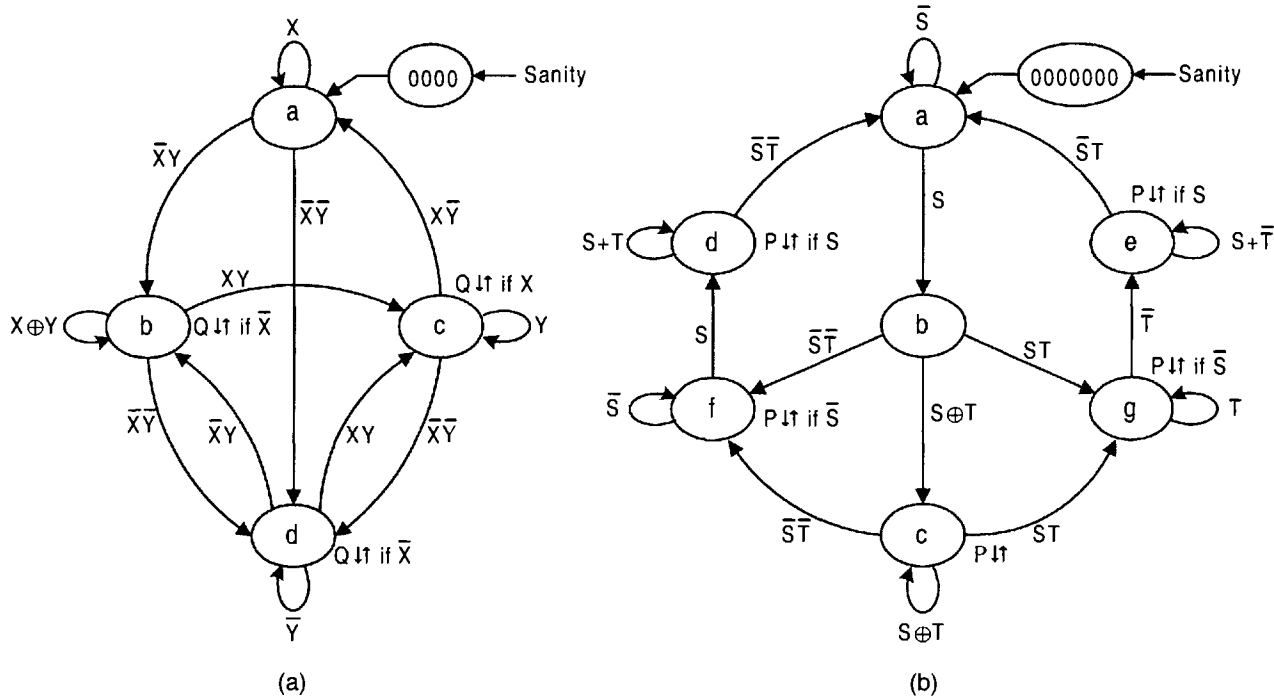 X
0000
Sanity
a
X̄Y
X̄Ȳ
XȲ
XY
Q↓↑ if X
X⊕Y
b
Q↓↑ if X̄
c
Y
X̄Ȳ
X̄Y
XY
X̄Ȳ
d
Q↓↑ if X̄
Ȳ
(a)
S̄
0000000
Sanity
a
S̄T̄
S̄T
S
P↓↑ if S
S+T
d
P↓↑ if S
e
S+T̄
S
b
S̄T̄
ST
T̄
P↓↑ if S̄
S̄
f
P↓↑ if S̄
S⊕T
g
T
S̄T̄
c
P↓↑
ST
S⊕T
(b)